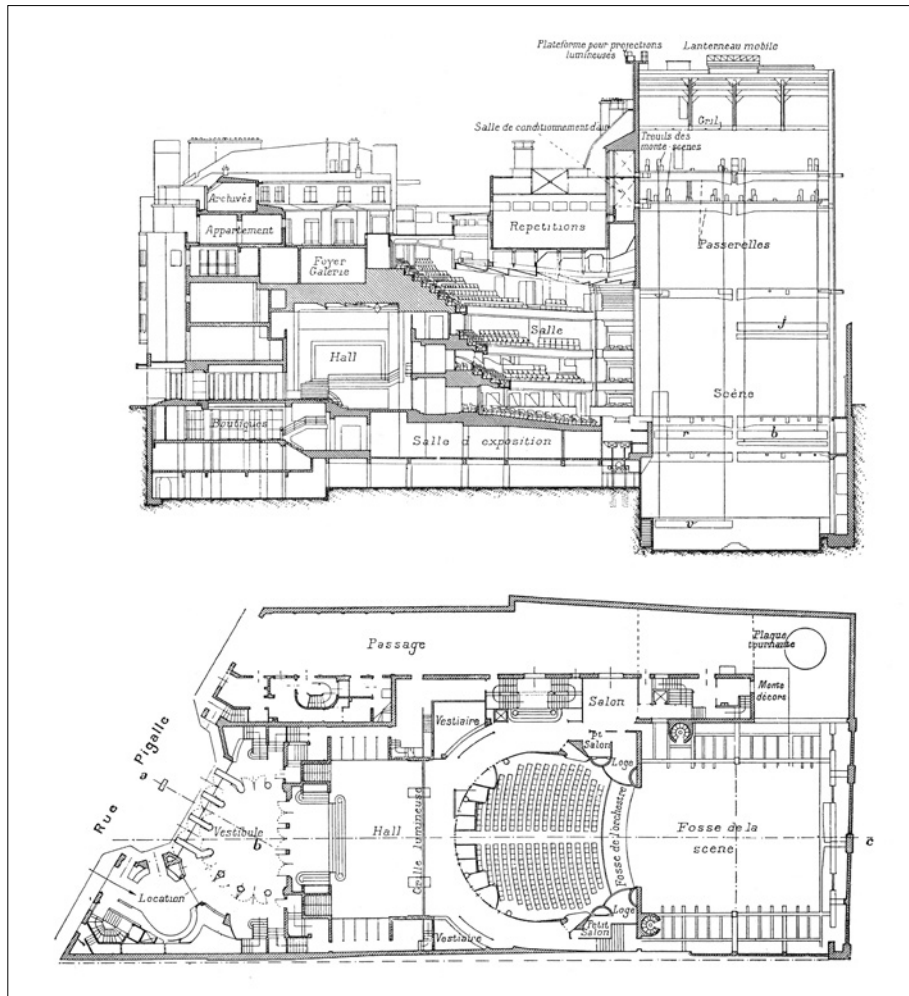 Plateforme pour projections
lumineuses
Lanterneau mobile
Gril
Salle de conditionnement d'air
Treuils des
monte-scènes
Archives
Appartement
Répétitions
Passerelles
Foyer
Galerie
Salle
j
Hall
Scène
Boutiques
Salle d'exposition
r
b
v
Passage
Plaque
tournante
Monte
décors
Salon
Vestiaire
Pt
Salon
Loge
Rue Pigalle
a
Vestibule
b
Hall
Grille lumineuse
Fosse de l'orchestre
Fosse de la
scène
c
Location
Loge
Petit
Salon
Vestiaire